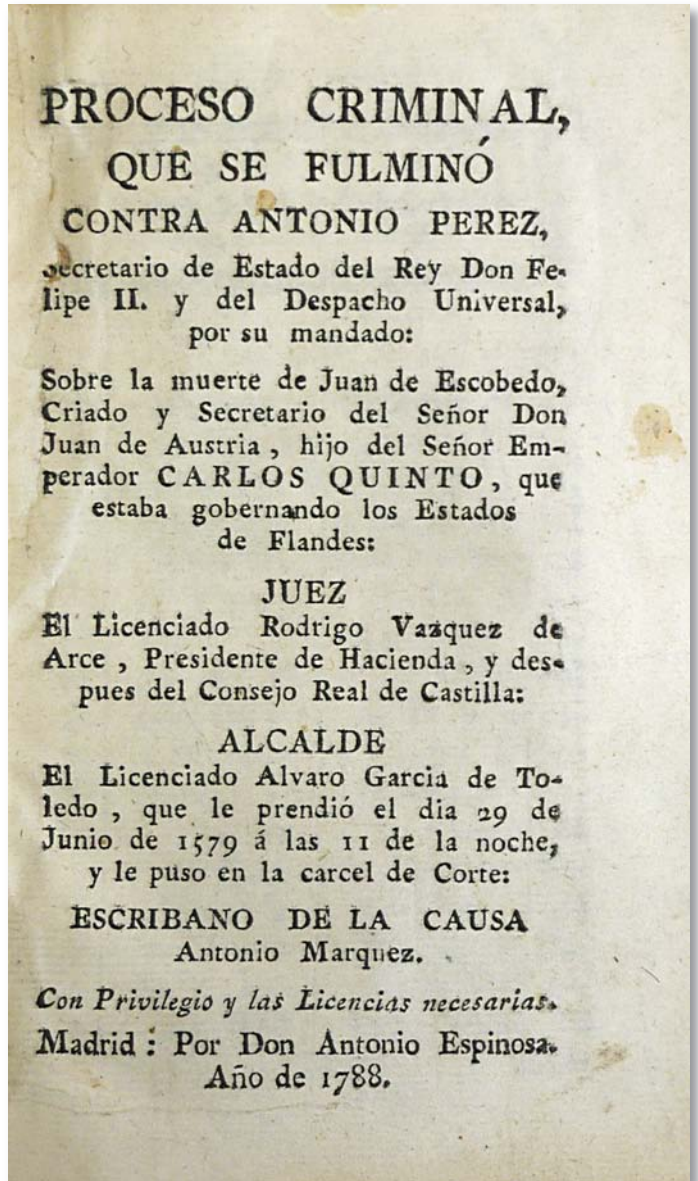 PROCESO CRIMINAL,
QUE SE FULMINÓ
CONTRA ANTONIO PEREZ,
Secretario de Estado del Rey Don Fe-
lipe II. y del Despacho Universal,
por su mandado:
Sobre la muerte de Juan de Escobedo,
Criado y Secretario del Señor Don
Juan de Austria, hijo del Señor Em-
perador CARLOS QUINTO, que
estaba gobernando los Estados
de Flandes:
JUEZ
El Licenciado Rodrigo Vazquez de
Arce, Presidente de Hacienda, y des-
pues del Consejo Real de Castilla:
ALCALDE
El Licenciado Alvaro Garcia de To-
ledo, que le prendió el dia 29 de
Junio de 1579 á las 11 de la noche,
y le puso en la carcel de Corte:
ESCRIBANO DE LA CAUSA
Antonio Marquez.
Con Privilegio y las Licencias necesarias.
Madrid: Por Don Antonio Espinosa.
Año de 1788.